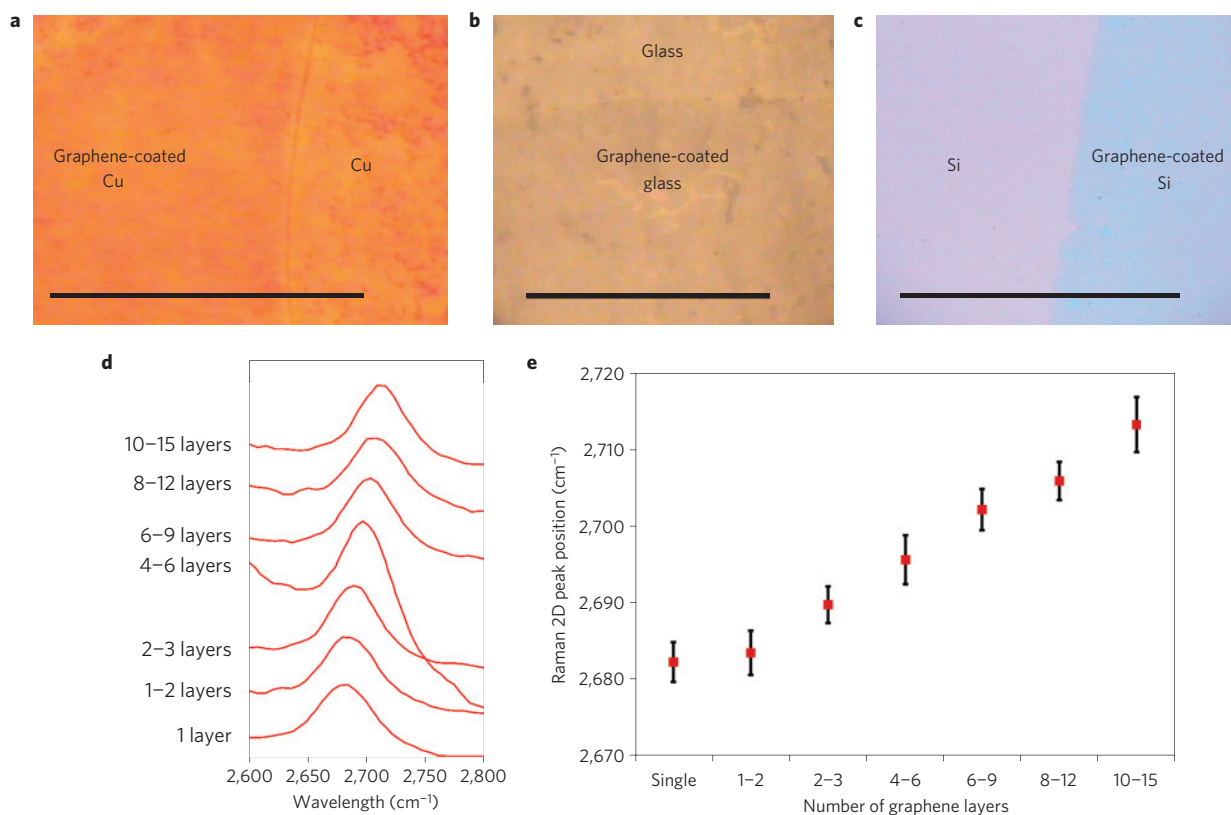 a
Graphene-coated
Cu
Cu
b
Glass
Graphene-coated
glass
c
Si
Graphene-coated
Si
d
10–15 layers
8–12 layers
6–9 layers
4–6 layers
2–3 layers
1–2 layers
1 layer
2,600 2,650 2,700 2,750 2,800
Wavelength (cm⁻¹)
e
Raman 2D peak position (cm⁻¹)
2,720
2,710
2,700
2,690
2,680
2,670
Single 1–2 2–3 4–6 6–9 8–12 10–15
Number of graphene layers